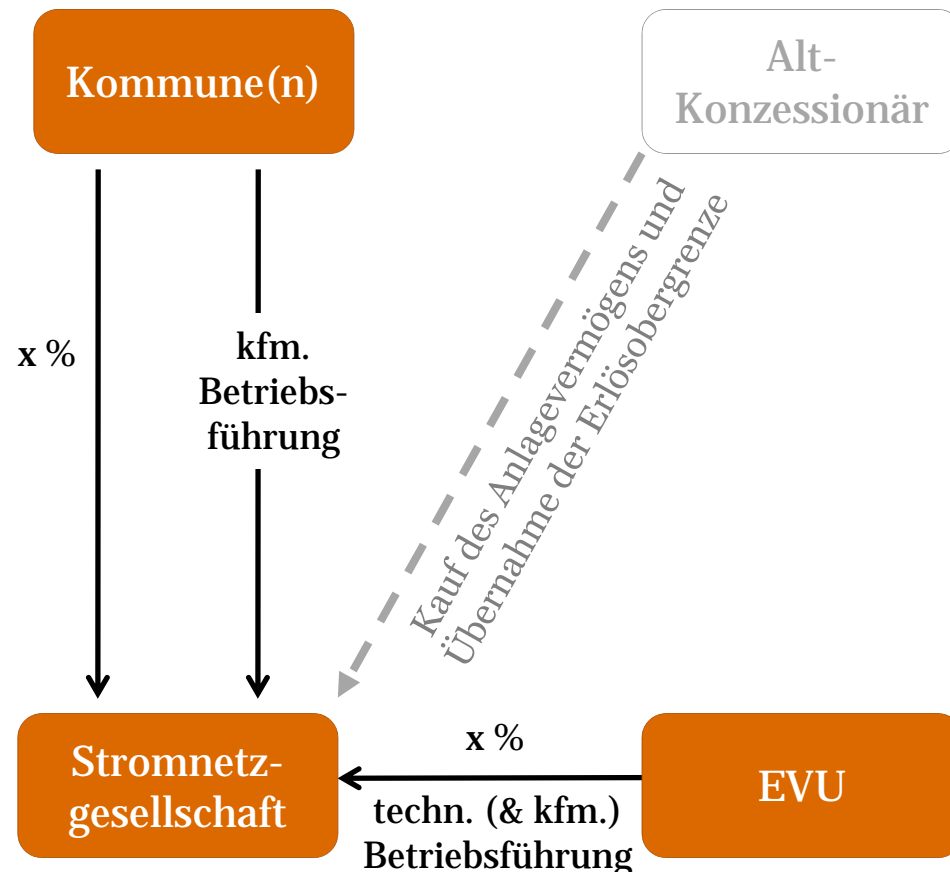 Kommune(n)
Alt-
Konzessionär
x %
kfm.
Betriebs-
führung
Kauf des Anlagevermögens und
Übernahme der Erlösobergrenze
Stromnetz-
gesellschaft
x %
techn. (& kfm.)
Betriebsführung
EVU